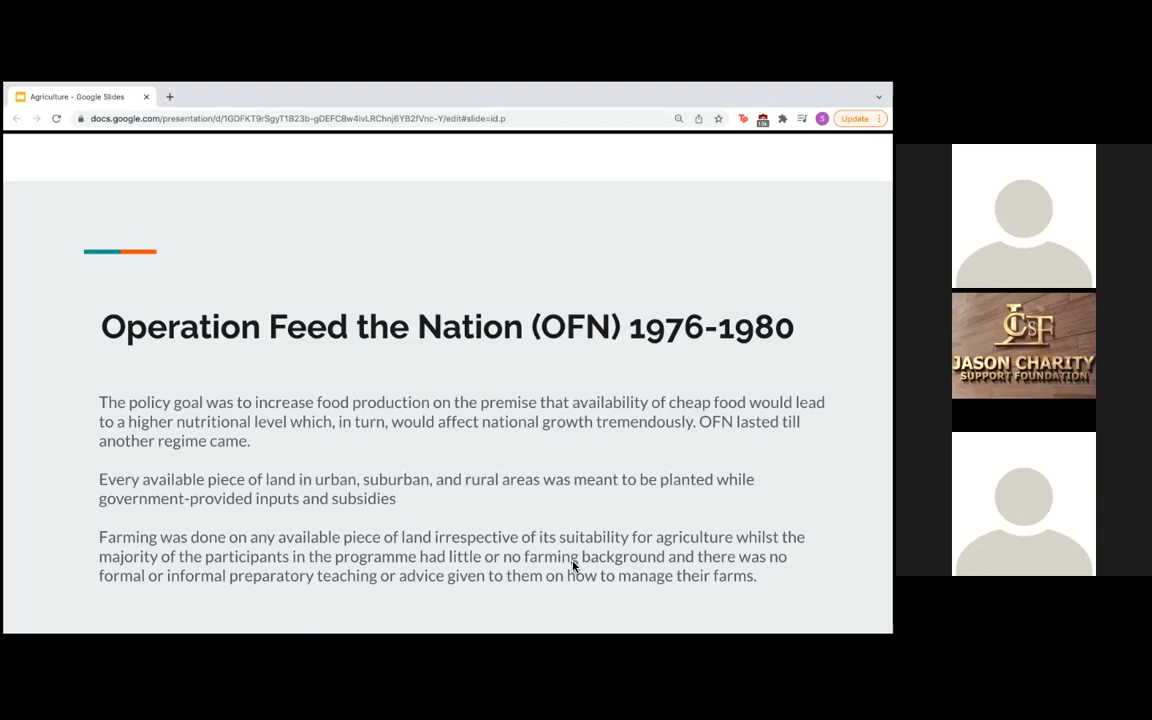 Agriculture - Google Slides
docs.google.com/presentation/d/1GDFKT9rSgyT1B23b-gDEFC8w4ivLRChnj6YB2fVnc-Y/edit#slide=id.p
Tp
S
Update
Operation Feed the Nation (OFN) 1976-1980
The policy goal was to increase food production on the premise that availability of cheap food would lead
to a higher nutritional level which, in turn, would affect national growth tremendously. OFN lasted till
another regime came.
Every available piece of land in urban, suburban, and rural areas was meant to be planted while
government-provided inputs and subsidies
Farming was done on any available piece of land irrespective of its suitability for agriculture whilst the
majority of the participants in the programme had little or no farming background and there was no
formal or informal preparatory teaching or advice given to them on how to manage their farms.
JCSF
JASON CHARITY
SUPPORT FOUNDATION